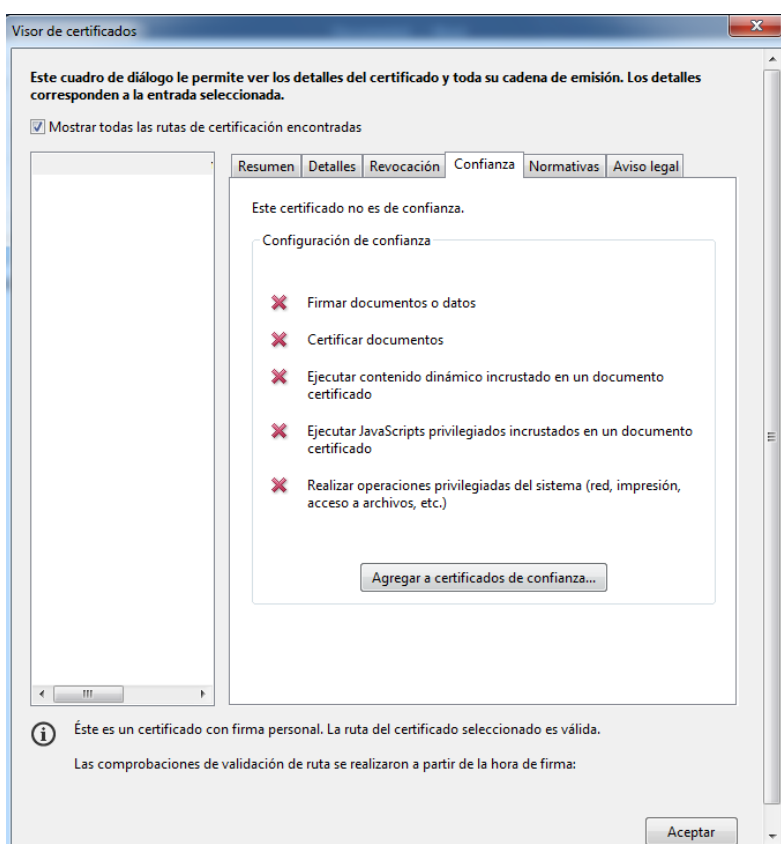 Visor de certificados
Este cuadro de diálogo le permite ver los detalles del certificado y toda su cadena de emisión. Los detalles
corresponden a la entrada seleccionada.
Mostrar todas las rutas de certificación encontradas
Resumen Detalles Revocación Confianza Normativas Aviso legal
Este certificado no es de confianza.
Configuración de confianza
Firmar documentos o datos
Certificar documentos
Ejecutar contenido dinámico incrustado en un documento
certificado
Ejecutar JavaScripts privilegiados incrustados en un documento
certificado
Realizar operaciones privilegiadas del sistema (red, impresión,
acceso a archivos, etc.)
Agregar a certificados de confianza...
Éste es un certificado con firma personal. La ruta del certificado seleccionado es válida.
Las comprobaciones de validación de ruta se realizaron a partir de la hora de firma:
Aceptar